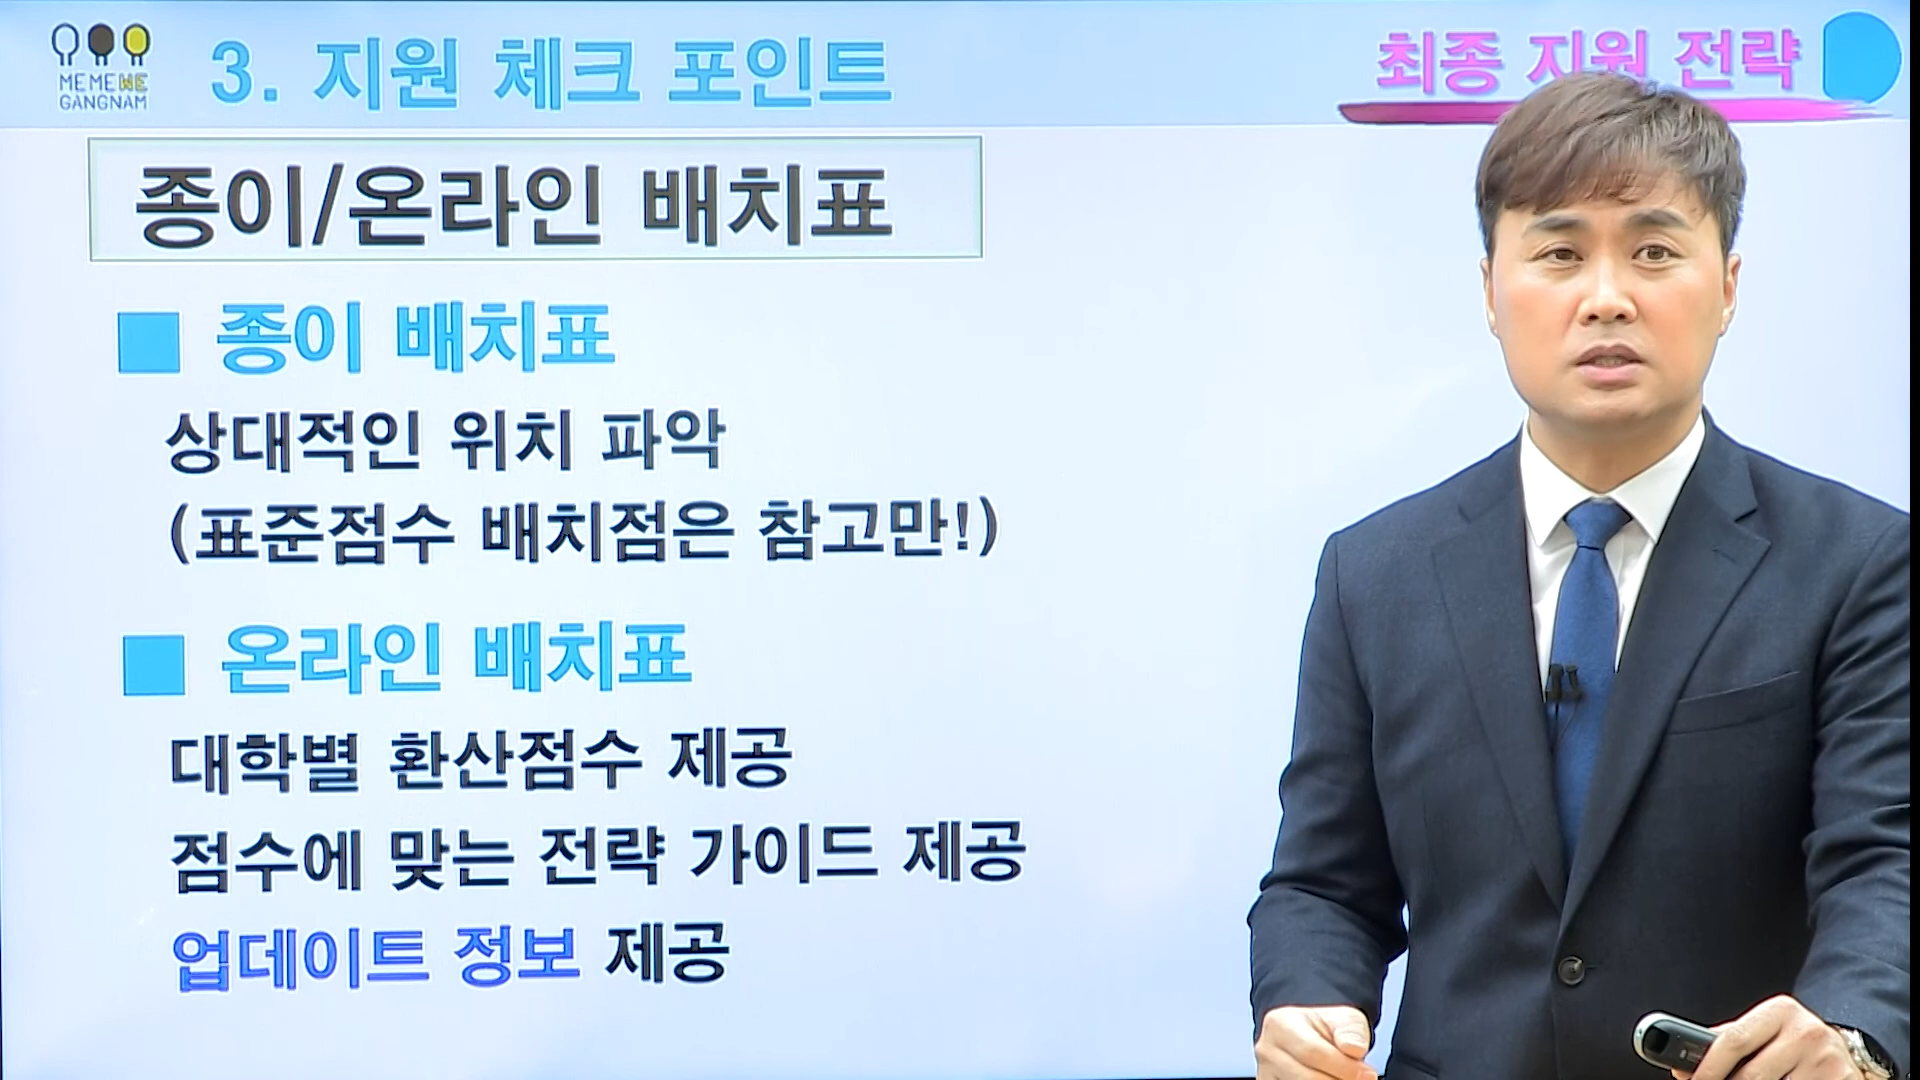 MEMEWE
GANGNAM
3. 지원 체크 포인트
최종 지원 전략
종이/온라인 배치표
종이 배치표
상대적인 위치 파악
(표준점수 배치점은 참고만!)
온라인 배치표
대학별 환산점수 제공
점수에 맞는 전략 가이드 제공
업데이트 정보 제공